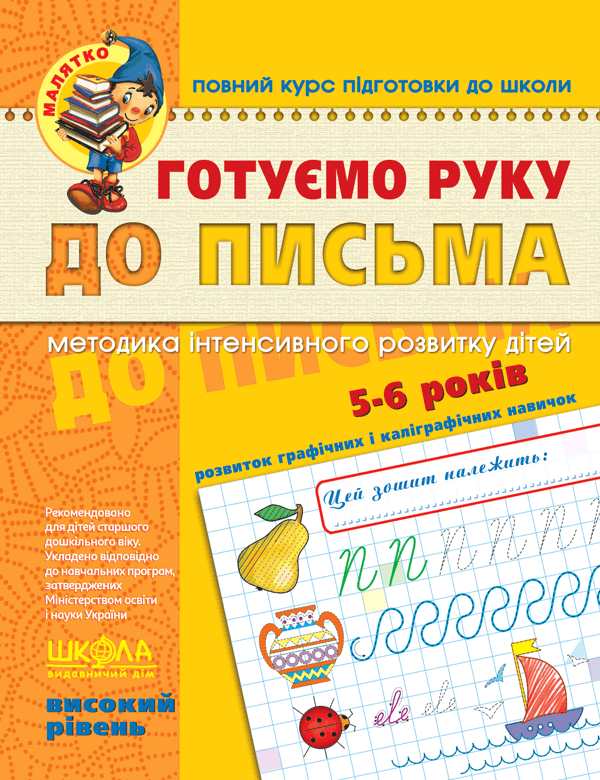 МАЛЯТКО
повний курс підготовки до школи
ГОТУЄМО РУКУ
ДО ПИСЬМА
методика інтенсивного розвитку дітей
5-6 років
розвиток графічних і каліграфічних навичок
Цей зошит належить:
Рекомендовано
для дітей старшого
дошкільного віку.
Укладено відповідно
до навчальних програм,
затверджених
Міністерством освіти
і науки України
ШКОЛА
видавничий дім
високий
рівень
п п п п п п
еле еле